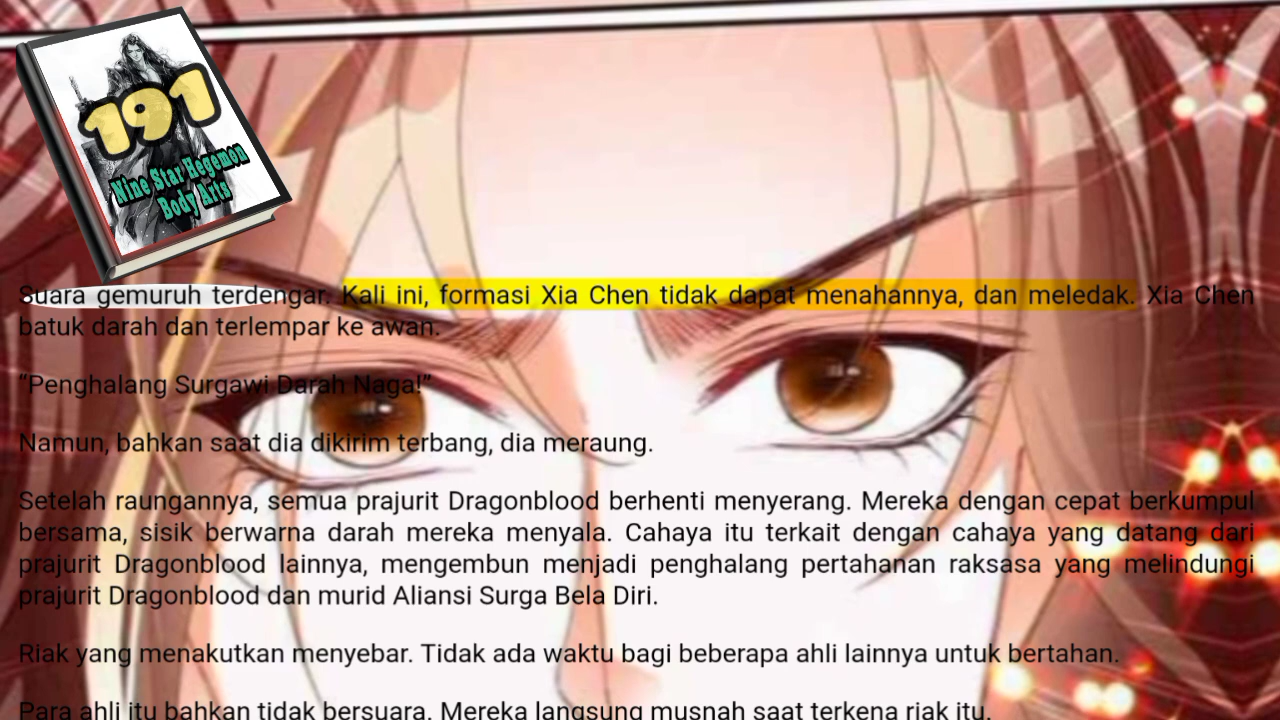 191
Nine Star Hegemon
Body Arts
Suara gemuruh terdengar. Kali ini, formasi Xia Chen tidak dapat menahannya, dan meledak. Xia Chen
batuk darah dan terlempar ke awan.
“Penghalang Surgawi Darah Naga!”
Namun, bahkan saat dia dikirim terbang, dia meraung.
Setelah raungannya, semua prajurit Dragonblood berhenti menyerang. Mereka dengan cepat berkumpul
bersama, sisik berwarna darah mereka menyala. Cahaya itu terkait dengan cahaya yang datang dari
prajurit Dragonblood lainnya, mengembun menjadi penghalang pertahanan raksasa yang melindungi
prajurit Dragonblood dan murid Aliansi Surga Bela Diri.
Riak yang menakutkan menyebar. Tidak ada waktu bagi beberapa ahli lainnya untuk bertahan.
Para ahli itu bahkan tidak bersuara. Mereka langsung musnah saat terkena riak itu.